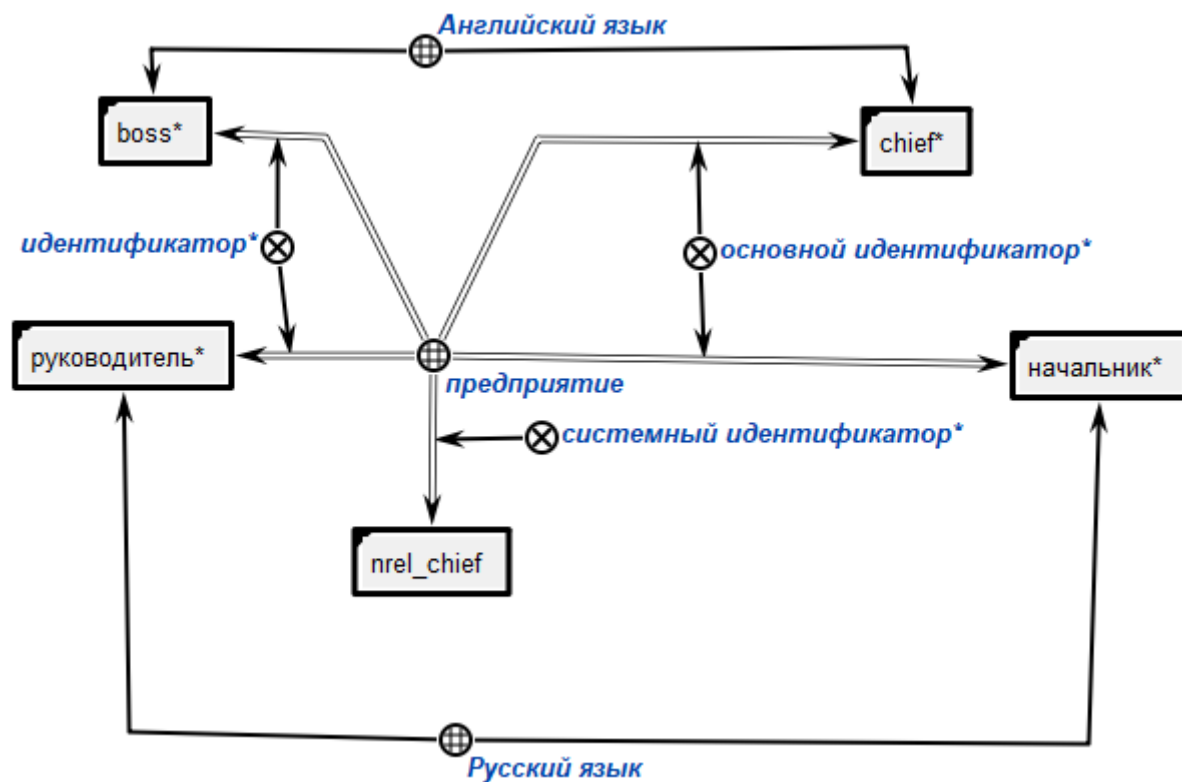 Английский язык
boss*
chief*
идентификатор*
основной идентификатор*
руководитель*
предприятие
начальник*
системный идентификатор*
nrel_chief
Русский язык